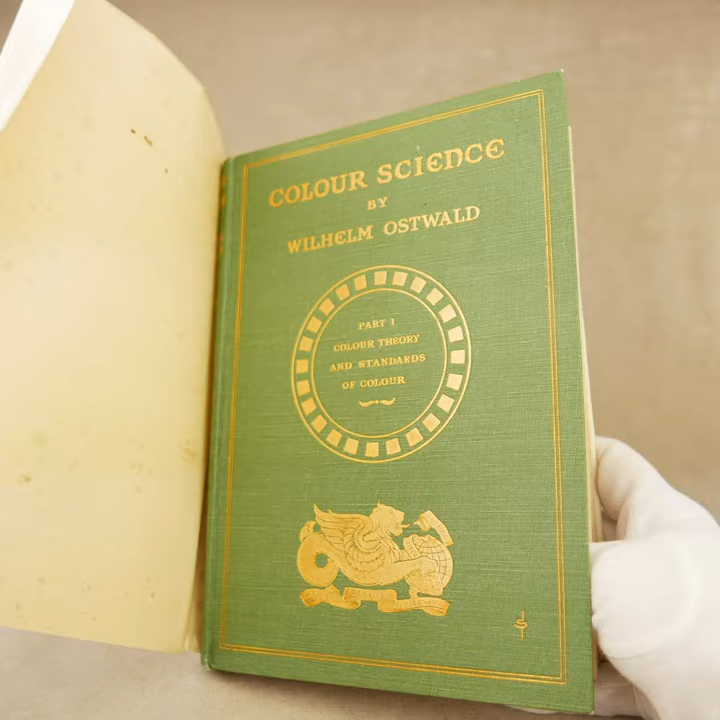 COLOUR SCIENCE
BY
WILHELM OSTWALD
PART I
COLOUR THEORY
AND STANDARDS
OF COLOUR